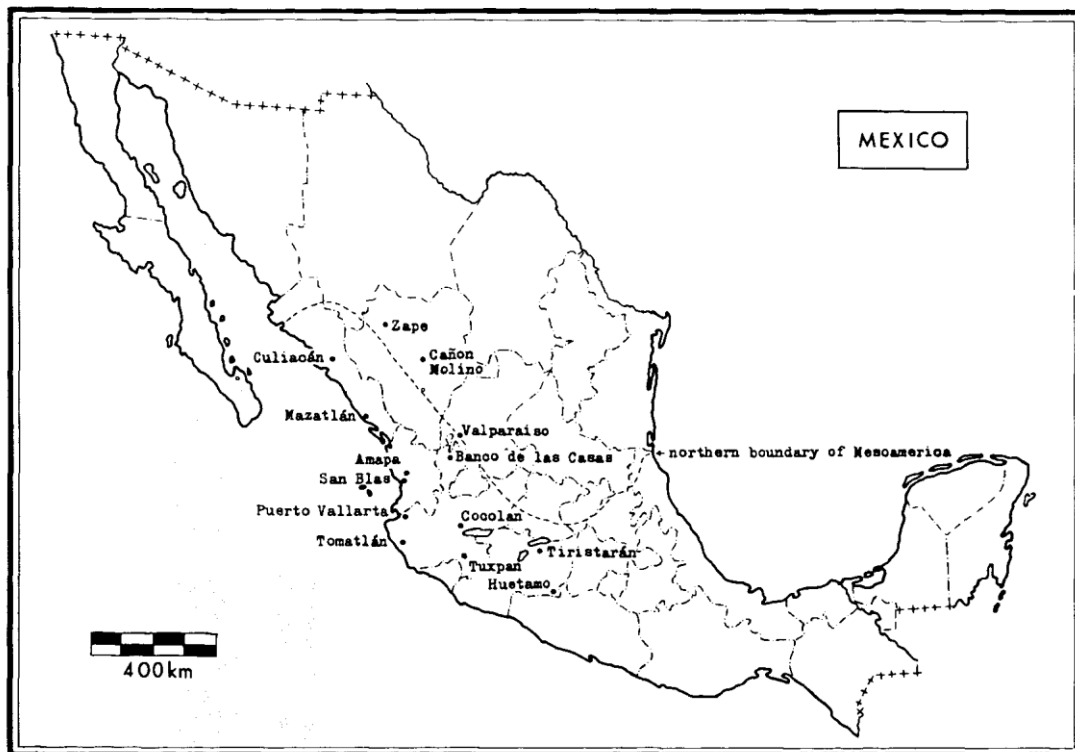 MEXICO
Zape
Culiacán
Cañon
Molino
Mazatlán
Valparaiso
Banco de las Casas
← northern boundary of Mesoamerica
Amapa
San Blas
Puerto Vallarta
Cocolan
Tomatlán
Tiristarán
Tuxpan
Huetamo
400km